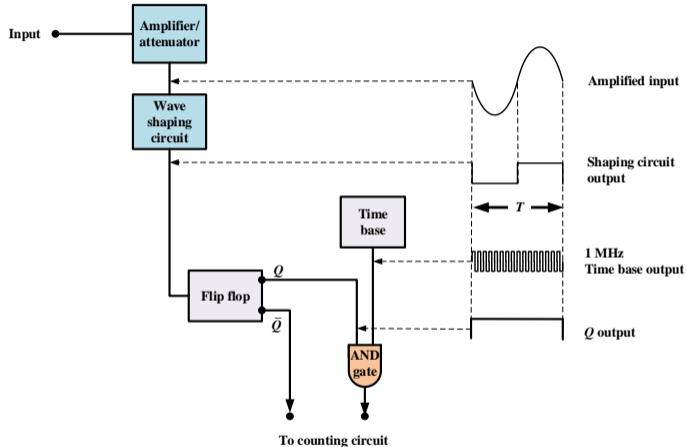 Input
Amplifier/
attenuator
Amplified input
Wave
shaping
circuit
Shaping circuit
output
T
Time
base
1 MHz
Time base output
Flip flop
Q
Q̄
Q output
AND
gate
To counting circuit